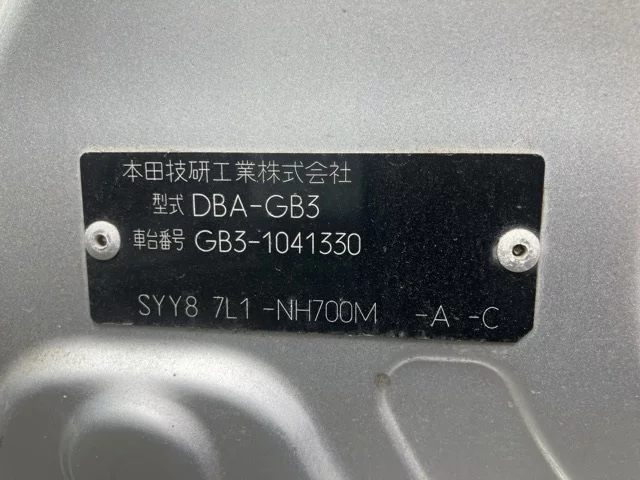 本田技研工業株式会社
型式 DBA-GB3
車台番号 GB3-1041330
SYY8 7L1 -NH700M -A -C